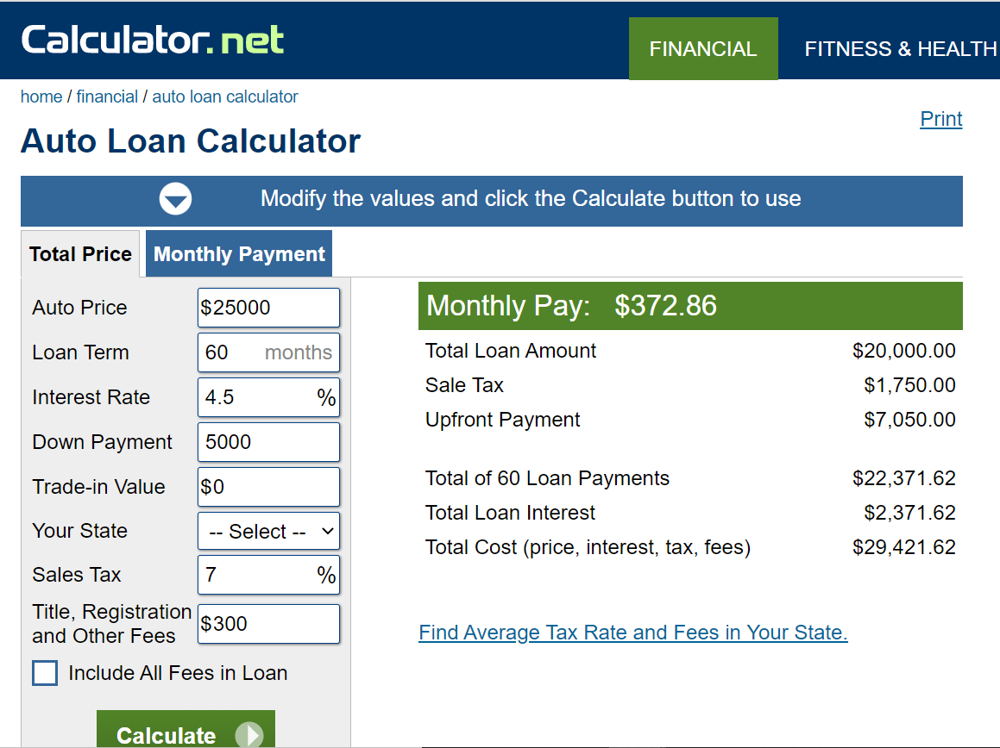 Calculator.net
FINANCIAL FITNESS & HEALTH
home / financial / auto loan calculator
Print
Auto Loan Calculator
Modify the values and click the Calculate button to use
Total Price Monthly Payment
Auto Price $25000
Loan Term 60 months
Interest Rate 4.5 %
Down Payment 5000
Trade-in Value $0
Your State -- Select --
Sales Tax 7 %
Title, Registration
and Other Fees $300
Include All Fees in Loan
Calculate
Monthly Pay: $372.86
Total Loan Amount $20,000.00
Sale Tax $1,750.00
Upfront Payment $7,050.00
Total of 60 Loan Payments $22,371.62
Total Loan Interest $2,371.62
Total Cost (price, interest, tax, fees) $29,421.62
Find Average Tax Rate and Fees in Your State.